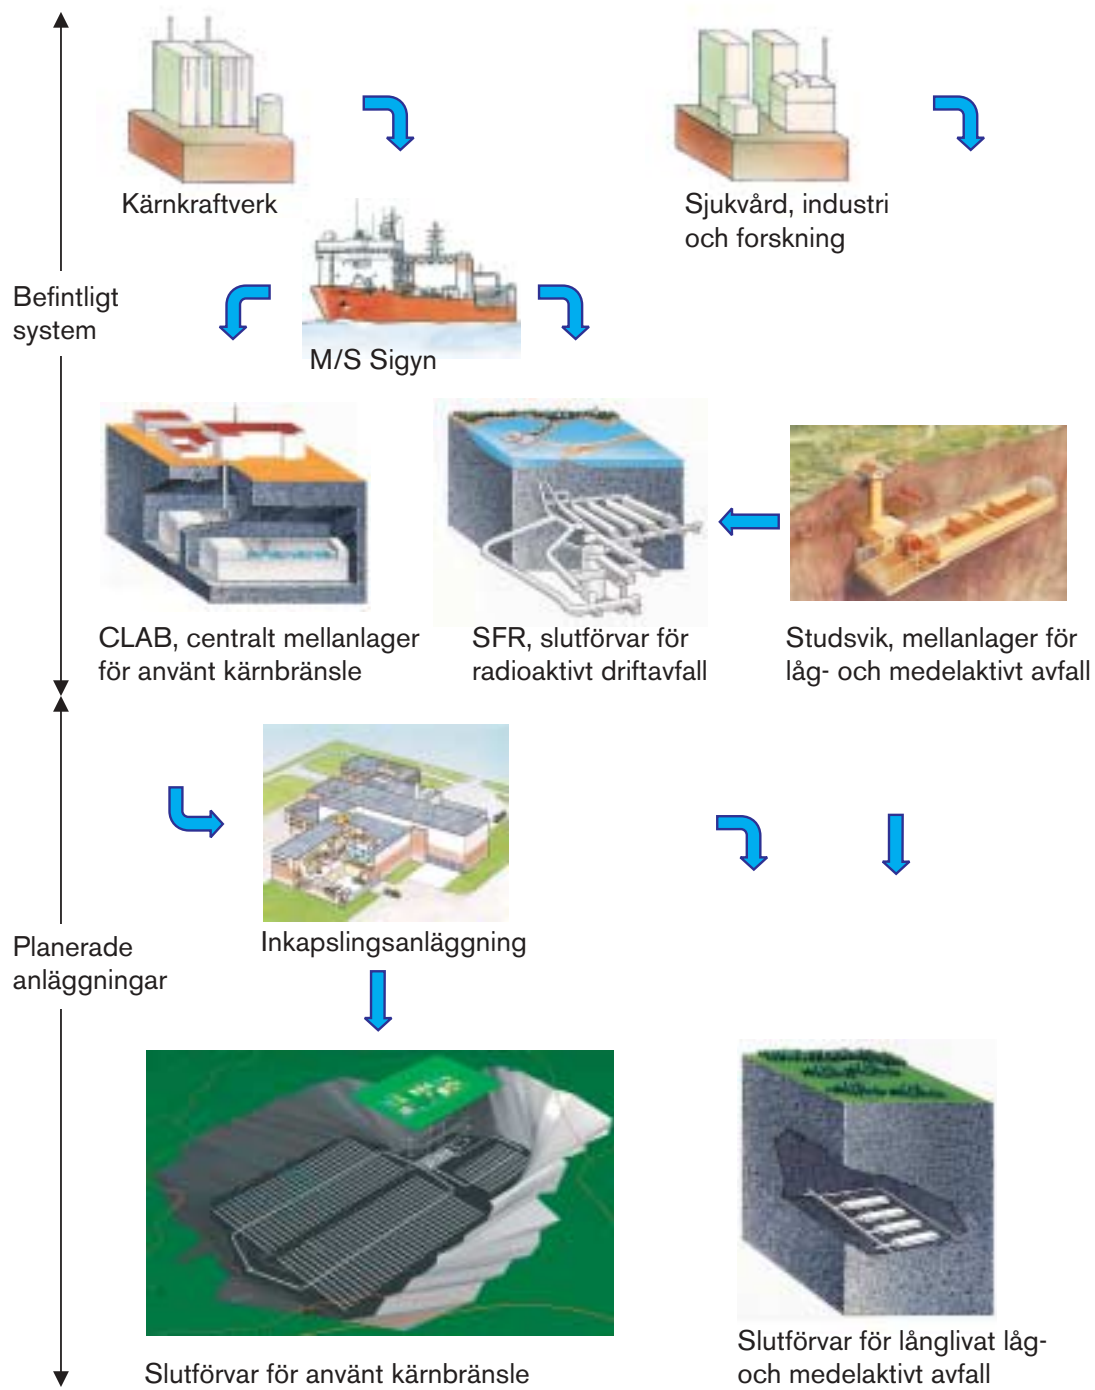 Kärnkraftverk
Sjukvård, industri
och forskning
Befintligt
system
M/S Sigyn
CLAB, centralt mellanlager
för använt kärnbränsle
SFR, slutförvar för
radioaktivt driftavfall
Studsvik, mellanlager för
låg- och medelaktivt avfall
Planerade
anläggningar
Inkapslingsanläggning
Slutförvar för använt kärnbränsle
Slutförvar för långlivat låg-
och medelaktivt avfall